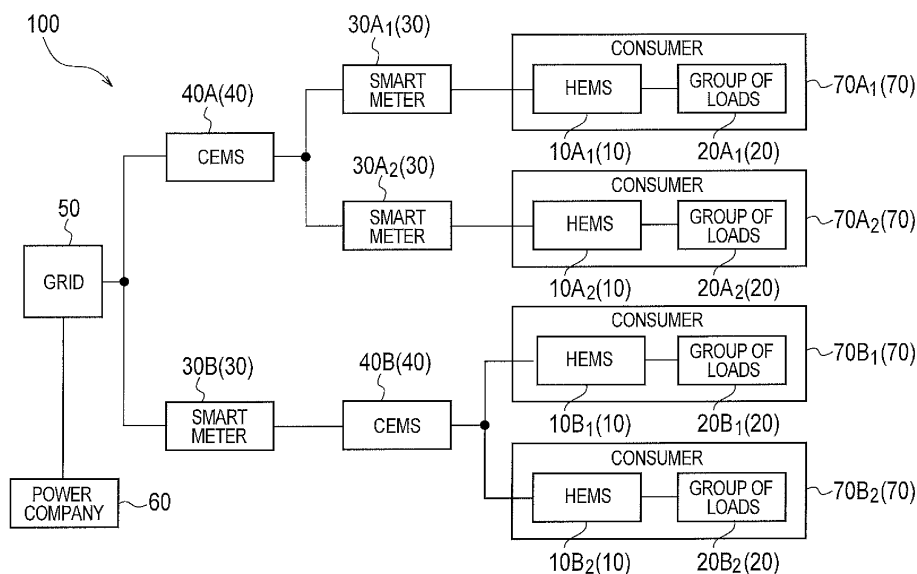 100
30A1(30)
SMART
METER
CONSUMER
HEMS
GROUP OF
LOADS
70A1(70)
10A1(10)
20A1(20)
40A(40)
CEMS
30A2(30)
SMART
METER
CONSUMER
HEMS
GROUP OF
LOADS
70A2(70)
10A2(10)
20A2(20)
50
GRID
30B(30)
SMART
METER
40B(40)
CEMS
CONSUMER
HEMS
GROUP OF
LOADS
70B1(70)
10B1(10)
20B1(20)
CONSUMER
HEMS
GROUP OF
LOADS
70B2(70)
10B2(10)
20B2(20)
POWER
COMPANY
60